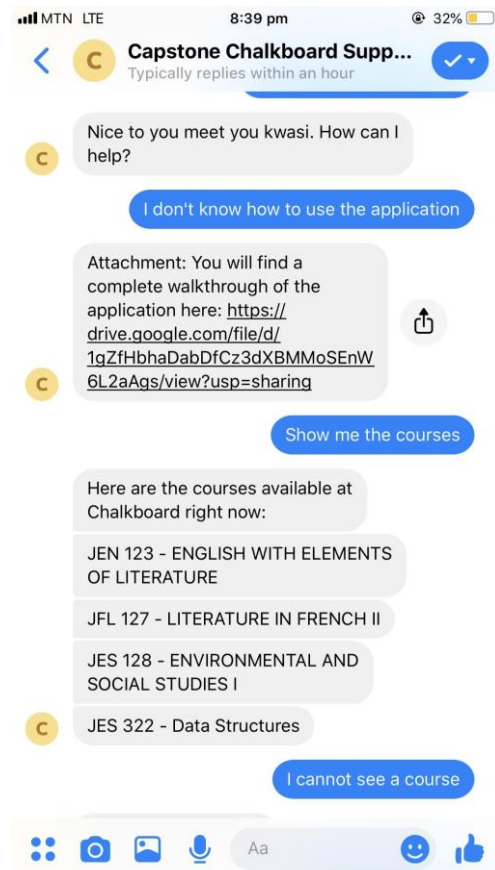 MTN LTE 8:39 pm 32%
C Capstone Chalkboard Supp...
Typically replies within an hour
Nice to you meet you kwasi. How can I
help?
C
I don't know how to use the application
Attachment: You will find a
complete walkthrough of the
application here: https://
drive.google.com/file/d/
1gZfHbhaDabDfCz3dXBMMoSEnW
6L2aAgs/view?usp=sharing
C
Show me the courses
Here are the courses available at
Chalkboard right now:
JEN 123 - ENGLISH WITH ELEMENTS
OF LITERATURE
JFL 127 - LITERATURE IN FRENCH II
JES 128 - ENVIRONMENTAL AND
SOCIAL STUDIES I
C JES 322 - Data Structures
I cannot see a course
Aa